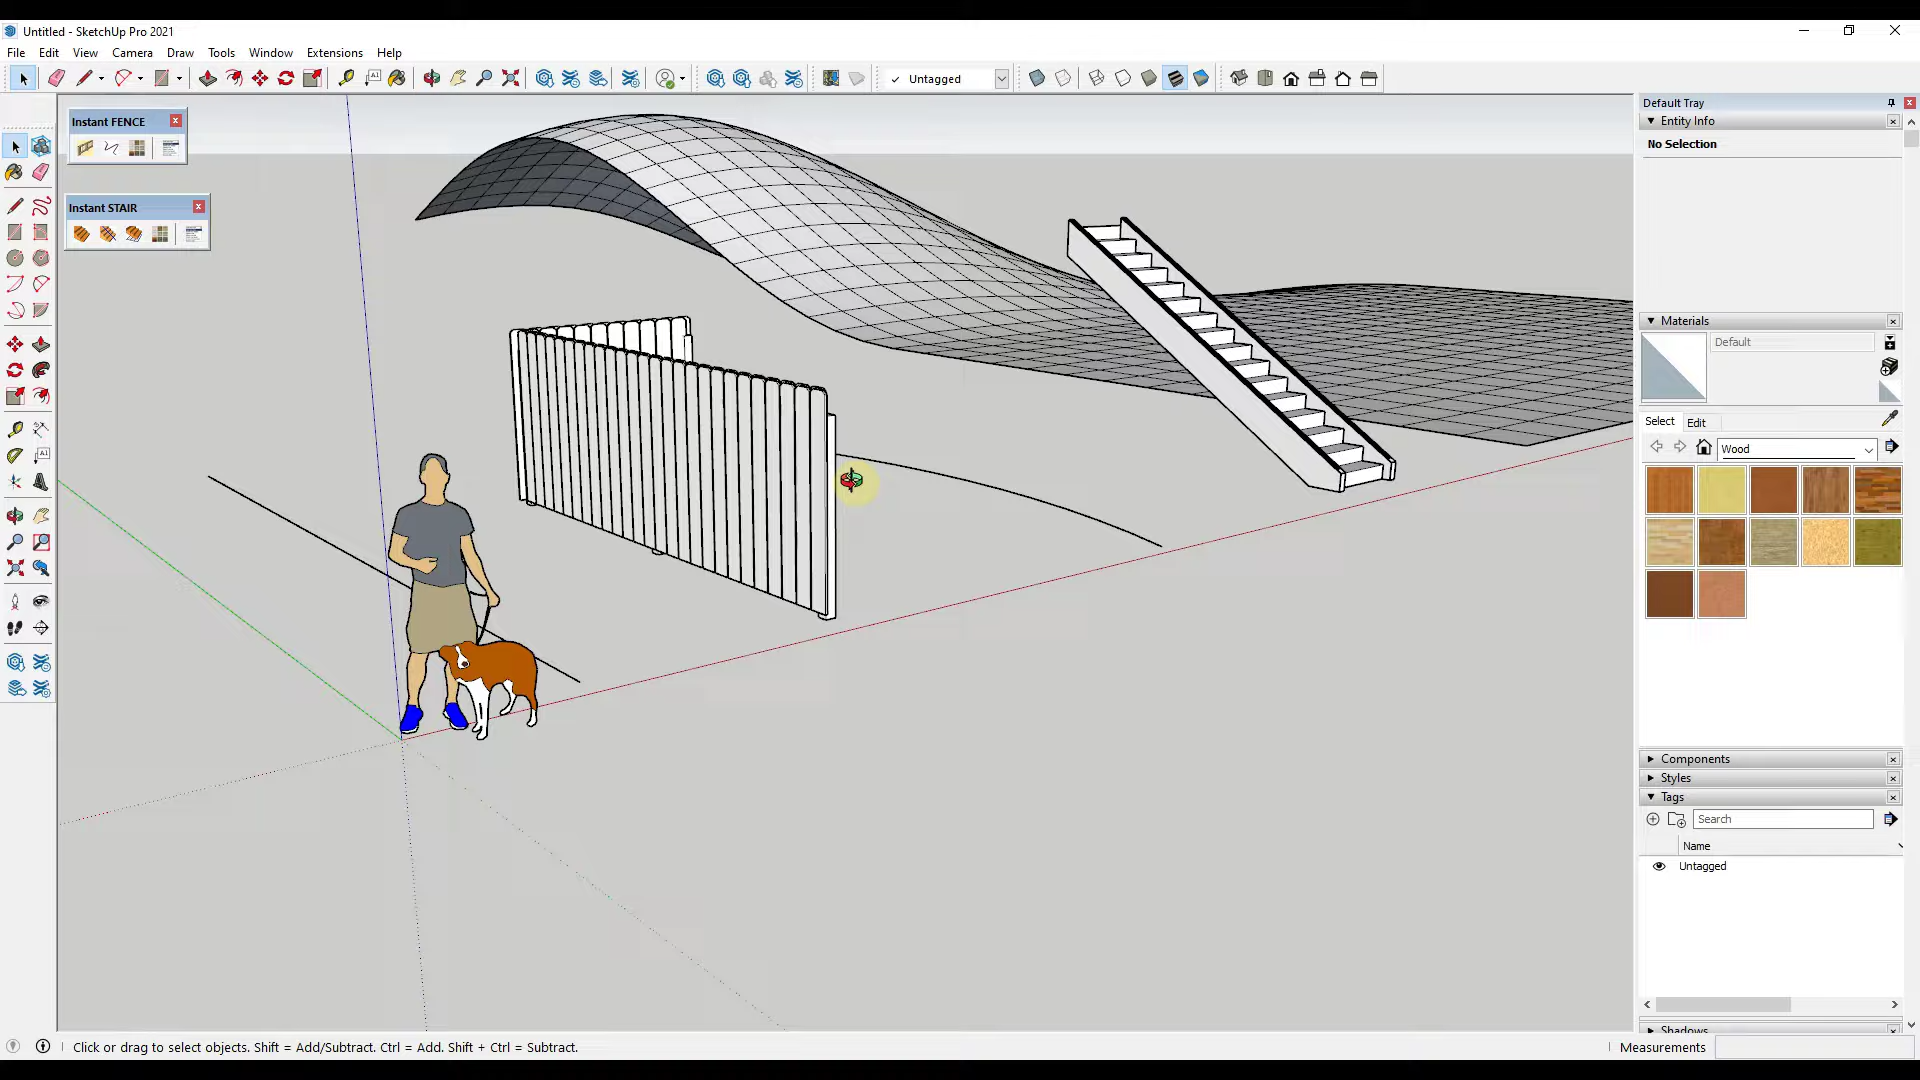 Untitled - SketchUp Pro 2021
File Edit View Camera Draw Tools Window Extensions Help
A1
✓ Untagged
Default Tray
Instant FENCE
Entity Info
No Selection
Instant STAIR
Materials
Default
Select Edit
Wood
A1
Components
Styles
Tags
Search
Name
Untagged
Shadows
Click or drag to select objects. Shift = Add/Subtract. Ctrl = Add. Shift + Ctrl = Subtract.
Measurements